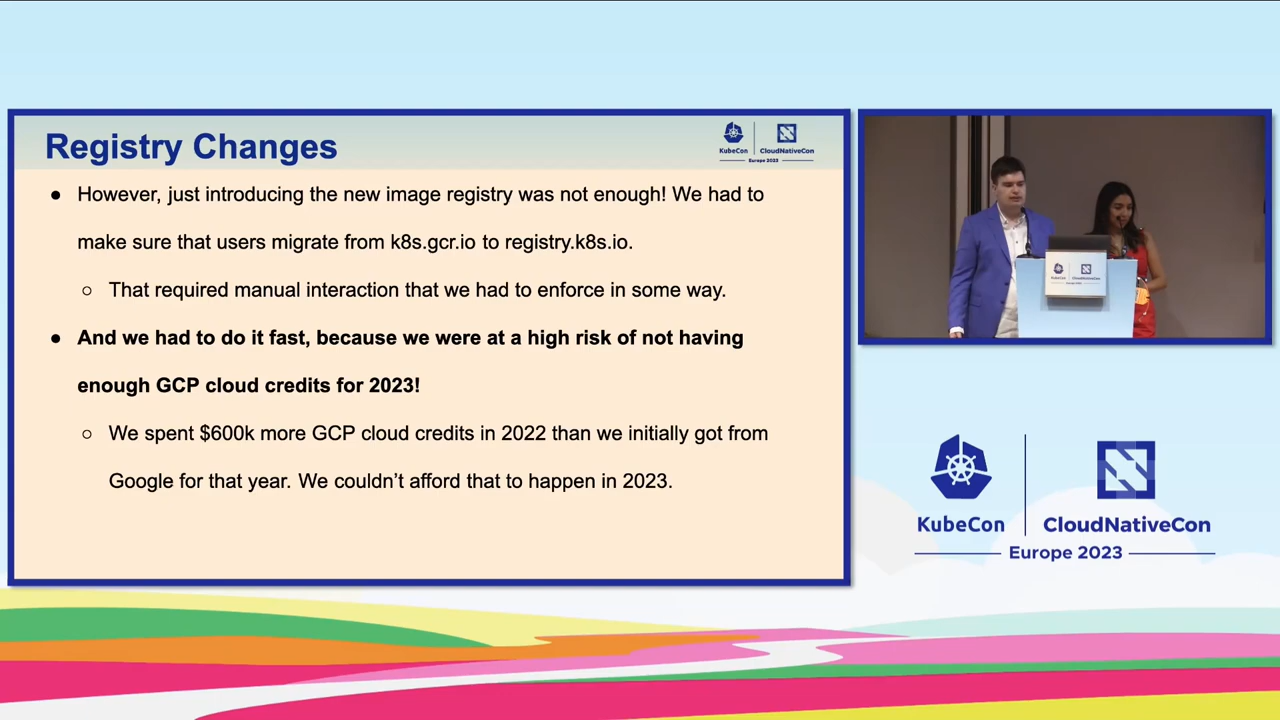 Registry Changes
KubeCon
CloudNativeCon
Europe 2023
● However, just introducing the new image registry was not enough! We had to
make sure that users migrate from k8s.gcr.io to registry.k8s.io.
○ That required manual interaction that we had to enforce in some way.
● And we had to do it fast, because we were at a high risk of not having
enough GCP cloud credits for 2023!
○ We spent $600k more GCP cloud credits in 2022 than we initially got from
Google for that year. We couldn’t afford that to happen in 2023.
KubeCon
CloudNativeCon
Europe 2023